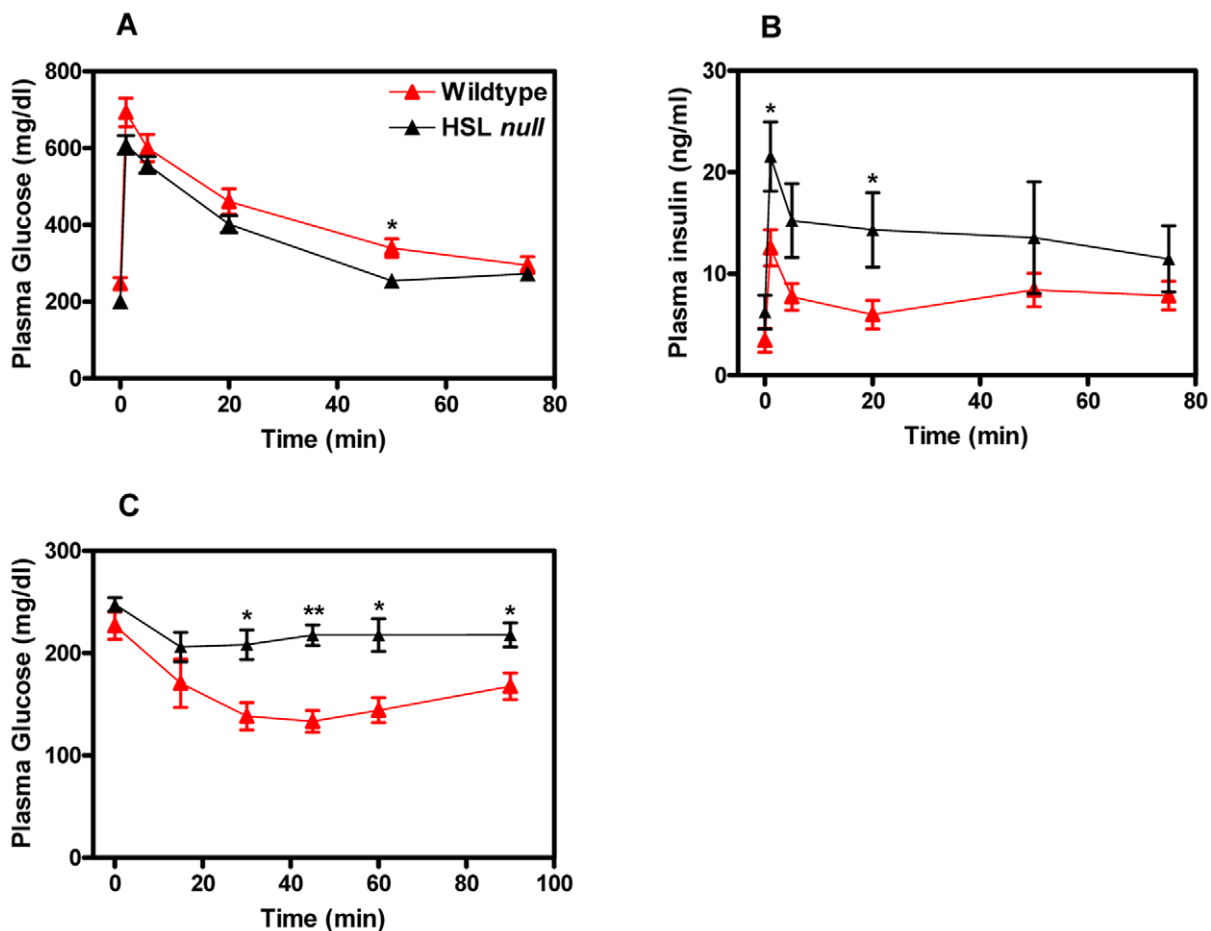 A
Plasma Glucose (mg/dl)
800
600
400
200
0
Wildtype
HSL null
*
0 20 40 60 80
Time (min)
B
Plasma insulin (ng/ml)
30
20
10
0
* *
0 20 40 60 80
Time (min)
C
Plasma Glucose (mg/dl)
300
200
100
0
* ** * *
0 20 40 60 80 100
Time (min)